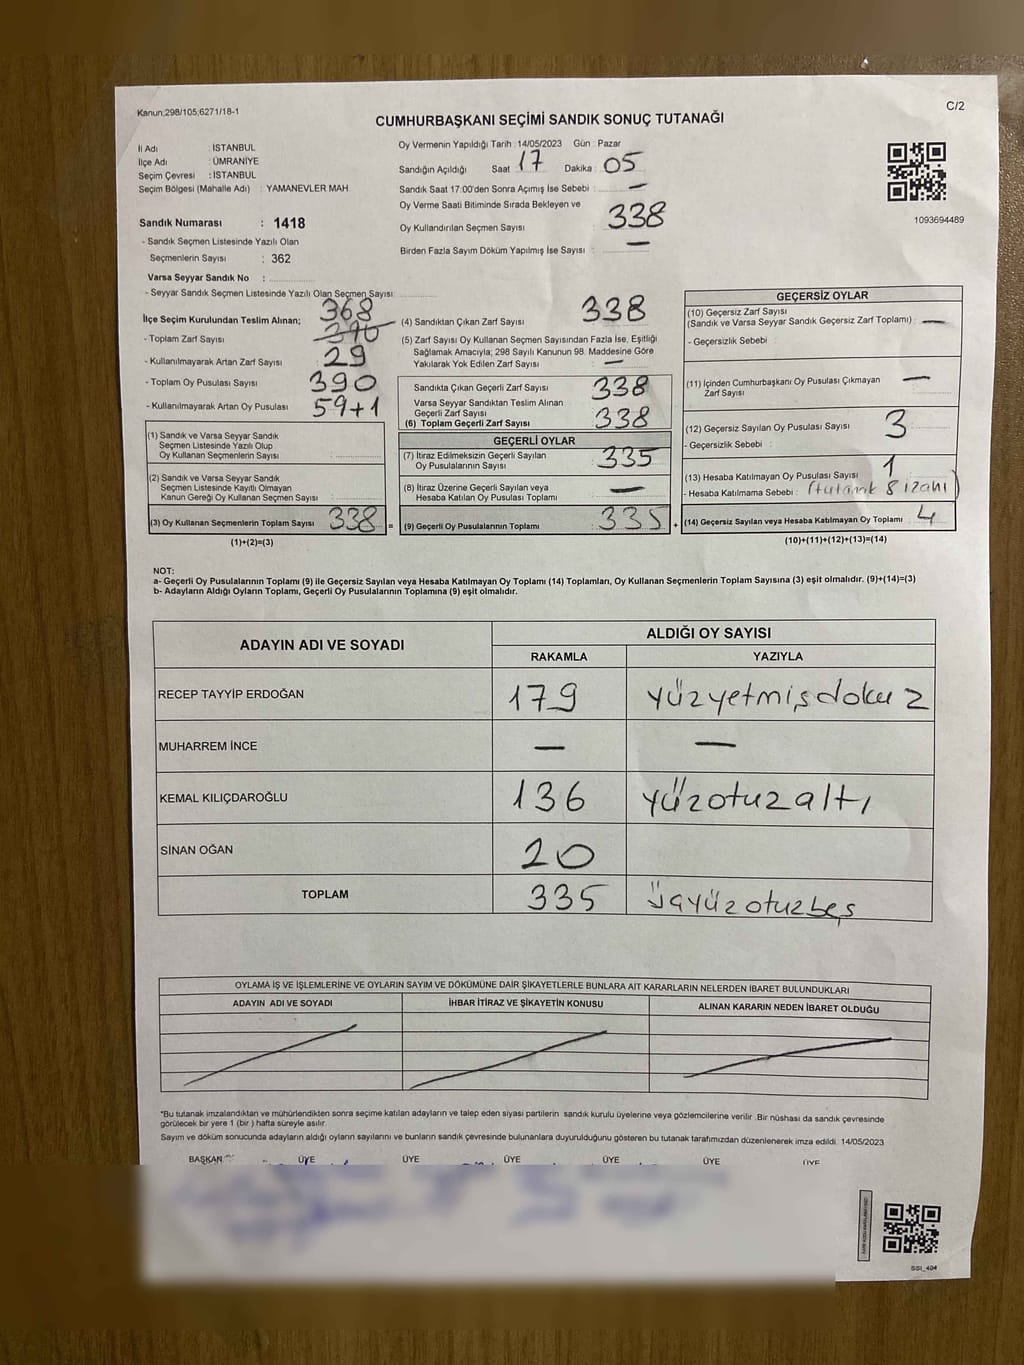 Kanun;298/105;6271/18-1
C/2
CUMHURBAŞKANI SEÇİMİ SANDIK SONUÇ TUTANAĞI
İl Adı : İSTANBUL
İlçe Adı : ÜMRANİYE
Seçim Çevresi : İSTANBUL
Seçim Bölgesi (Mahalle Adı) : YAMANEVLER MAH.
Sandık Numarası : 1418
- Sandık Seçmen Listesinde Yazılı Olan
Seçmenlerin Sayısı : 362
Varsa Seyyar Sandık No :
- Seyyar Sandık Seçmen Listesinde Yazılı Olan Seçmen Sayısı:
368
İlçe Seçim Kurulundan Teslim Alınan;
- Toplam Zarf Sayısı 390
- Kullanılmayarak Artan Zarf Sayısı 29
- Toplam Oy Pusulası Sayısı 390
- Kullanılmayarak Artan Oy Pusulası 59+1
(1) Sandık ve Varsa Seyyar Sandık
Seçmen Listesinde Yazılı Olup
Oy Kullanan Seçmenlerin Sayısı :
(2) Sandık ve Varsa Seyyar Sandık
Seçmen Listesinde Kayıtlı Olmayan
Kanun Gereği Oy Kullanan Seçmen Sayısı :
(3) Oy Kullanan Seçmenlerin Toplam Sayısı 338 =
(1)+(2)=(3)
Oy Vermenin Yapıldığı Tarih : 14/05/2023 Gün : Pazar
Sandığın Açıldığı Saat 17 Dakika : 05
Sandık Saat 17:00'den Sonra Açımış İse Sebebi : —
Oy Verme Saati Bitiminde Sırada Bekleyen ve
Oy Kullandırılan Seçmen Sayısı 338
Birden Fazla Sayım Döküm Yapılmış İse Sayısı : —
(4) Sandıktan Çıkan Zarf Sayısı 338
(5) Zarf Sayısı Oy Kullanan Seçmen Sayısından Fazla İse, Eşitliği
Sağlamak Amacıyla; 298 Sayılı Kanunun 98. Maddesine Göre
Yakılarak Yok Edilen Zarf Sayısı : —
Sandıkta Çıkan Geçerli Zarf Sayısı 338
Varsa Seyyar Sandıktan Teslim Alınan
Geçerli Zarf Sayısı
(6) Toplam Geçerli Zarf Sayısı 338
GEÇERLİ OYLAR
(7) İtiraz Edilmeksizin Geçerli Sayılan
Oy Pusulalarının Sayısı : 335
(8) İtiraz Üzerine Geçerli Sayılan veya
Hesaba Katılan Oy Pusulası Toplamı : —
(9) Geçerli Oy Pusulalarının Toplamı : 335 +
GEÇERSİZ OYLAR
(10) Geçersiz Zarf Sayısı
(Sandık ve Varsa Seyyar Sandık Geçersiz Zarf Toplamı) : —
- Geçersizlik Sebebi :
(11) İçinden Cumhurbaşkanı Oy Pusulası Çıkmayan
Zarf Sayısı : —
(12) Geçersiz Sayılan Oy Pusulası Sayısı : 3
- Geçersizlik Sebebi :
(13) Hesaba Katılmayan Oy Pusulası Sayısı : 1
- Hesaba Katılmama Sebebi :
(14) Geçersiz Sayılan veya Hesaba Katılmayan Oy Toplamı : 4
(10)+(11)+(12)+(13)=(14)
1093694489
NOT:
a- Geçerli Oy Pusulalarının Toplamı (9) ile Geçersiz Sayılan veya Hesaba Katılmayan Oy Toplamı (14) Toplamları, Oy Kullanan Seçmenlerin Toplam Sayısına (3) eşit olmalıdır. (9)+(14)=(3)
b- Adayların Aldığı Oyların Toplamı, Geçerli Oy Pusulalarının Toplamına (9) eşit olmalıdır.
ADAYIN ADI VE SOYADI ALDIĞI OY SAYISI
RAKAMLA YAZIYLA
RECEP TAYYİP ERDOĞAN 179 yüzyetmişdokuz
MUHARREM İNCE — —
KEMAL KILIÇDAROĞLU 136 yüzotuzaltı
SİNAN OĞAN 20
TOPLAM 335 üçyüzotuzbeş
OYLAMA İŞ VE İŞLEMLERİNE VE OYLARIN SAYIM VE DÖKÜMÜNE DAİR ŞİKAYETLERLE BUNLARA AİT KARARLARIN NELERDEN İBARET BULUNDUKLARI
ADAYIN ADI VE SOYADI İHBAR İTİRAZ VE ŞİKAYETİN KONUSU ALINAN KARARIN NEDEN İBARET OLDUĞU
*Bu tutanak imzalandıktan ve mühürlendikten sonra seçime katılan adayların ve talep eden siyasi partilerin sandık kurulu üyelerine veya gözlemcilerine verilir. Bir nüshası da sandık çevresinde
görülecek bir yere 1 (bir) hafta süreyle asılır.
Sayım ve döküm sonucunda adayların aldığı oyların sayılarını ve bunların sandık çevresinde bulunanlara duyurulduğunu gösteren bu tutanak tarafımızdan düzenlenerek imza edildi. 14/05/2023
BAŞKAN ÜYE ÜYE ÜYE ÜYE ÜYE ÜYE
SSI_404